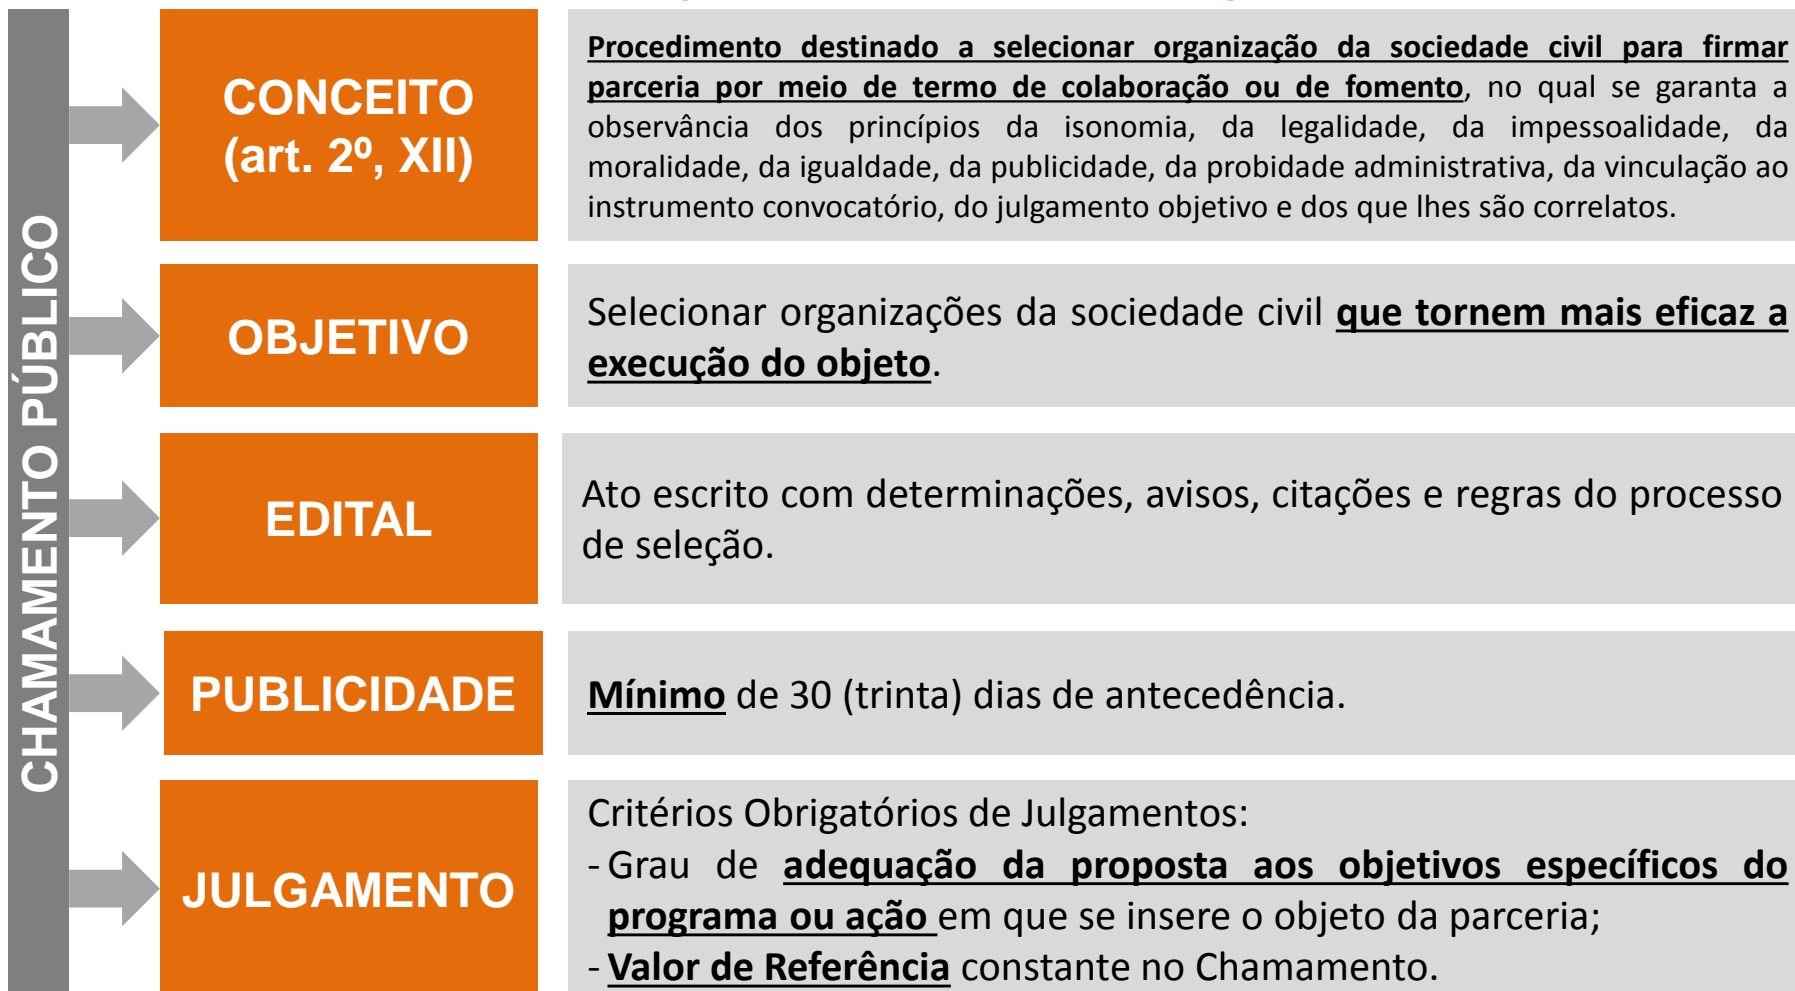 CHAMAMENTO PÚBLICO
CONCEITO
(art. 2º, XII)
Procedimento destinado a selecionar organização da sociedade civil para firmar
parceria por meio de termo de colaboração ou de fomento, no qual se garanta a
observância dos princípios da isonomia, da legalidade, da impessoalidade, da
moralidade, da igualdade, da publicidade, da probidade administrativa, da vinculação ao
instrumento convocatório, do julgamento objetivo e dos que lhes são correlatos.
OBJETIVO
Selecionar organizações da sociedade civil que tornem mais eficaz a
execução do objeto.
EDITAL
Ato escrito com determinações, avisos, citações e regras do processo
de seleção.
PUBLICIDADE
Mínimo de 30 (trinta) dias de antecedência.
JULGAMENTO
Critérios Obrigatórios de Julgamentos:
- Grau de adequação da proposta aos objetivos específicos do
programa ou ação em que se insere o objeto da parceria;
- Valor de Referência constante no Chamamento.